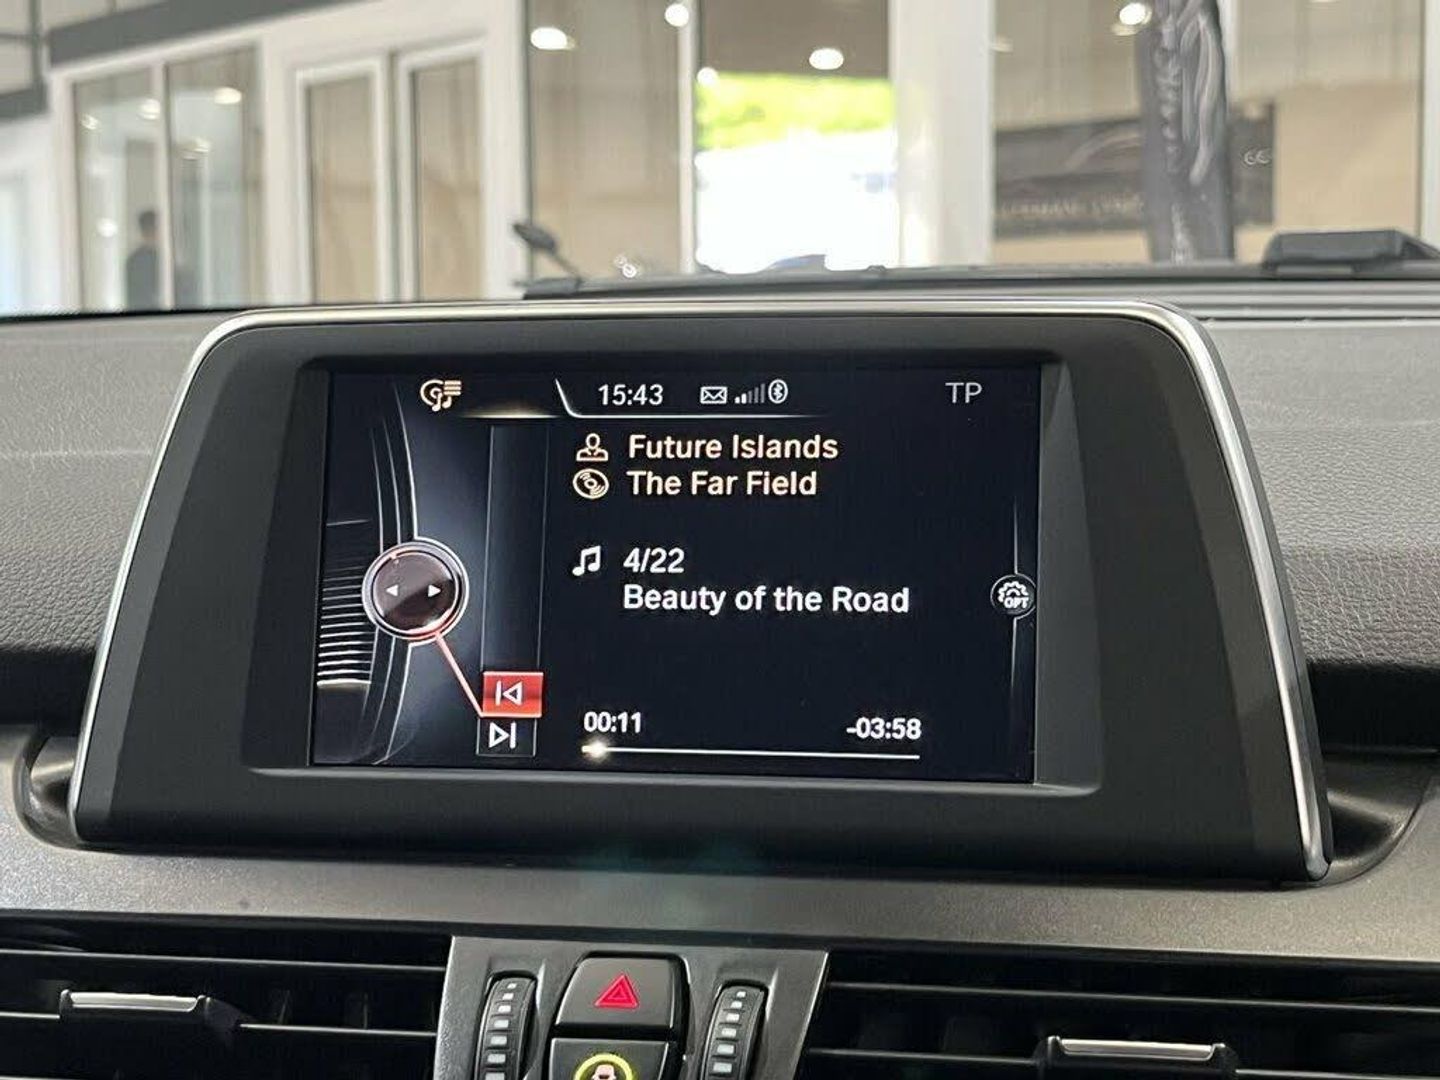 15:43
TP
Future Islands
The Far Field
4/22
Beauty of the Road
OPT
00:11
-03:58